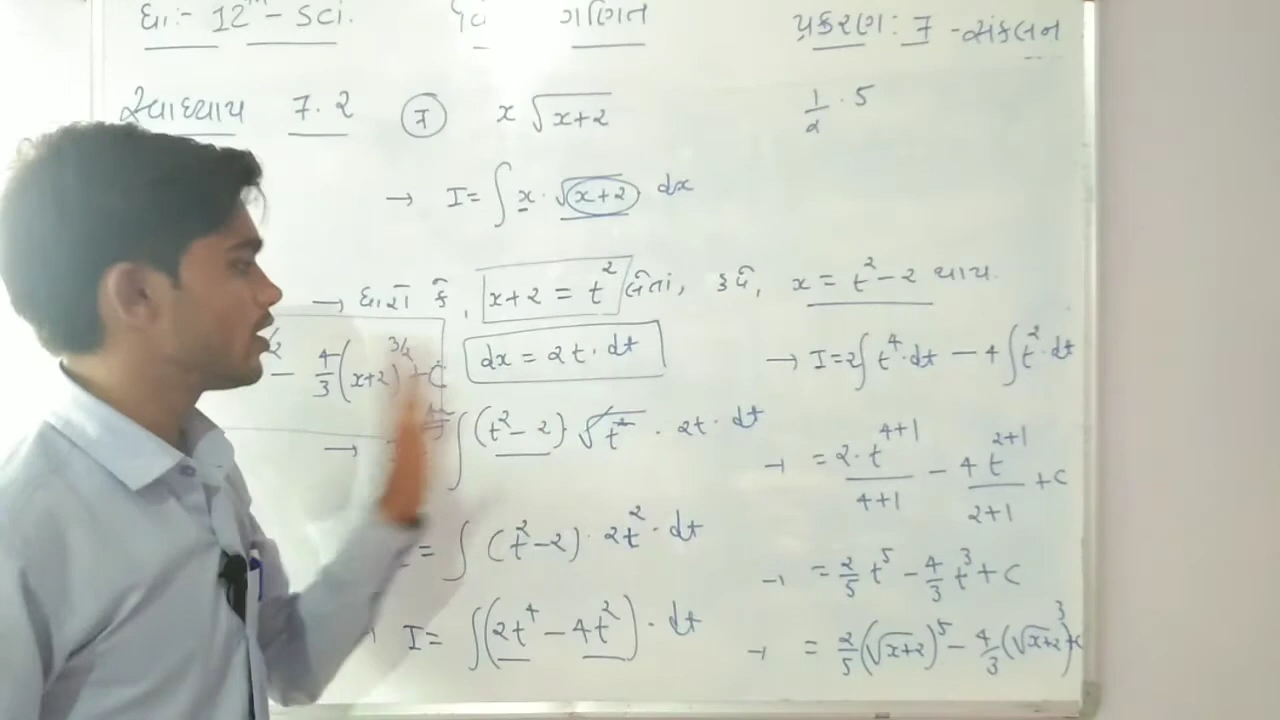 ધો:- 12th - Sci. ગણિત પ્રકરણ: 7 - સંકલન
સ્વાધ્યાય 7.2 (7) x √(x+2) 1/2 · 5
→ I = ∫ x · √(x+2) dx
→ ધારો કે, x+2 = t² લેતાં, હવે, x = t² - 2 થાય.
- 4/3 (x+2)^(3/2) + C
dx = 2t · dt
→ ∫ (t² - 2) √t² · 2t · dt
= ∫ (t² - 2) · 2t² · dt
I = ∫ (2t⁴ - 4t²) · dt
→ I = 2∫ t⁴ · dt - 4∫ t² · dt
→ = 2 · t^(4+1)/(4+1) - 4 t^(2+1)/(2+1) + C
→ = 2/5 t⁵ - 4/3 t³ + C
→ = 2/5 (√x+2)⁵ - 4/3 (√x+2)³ + C